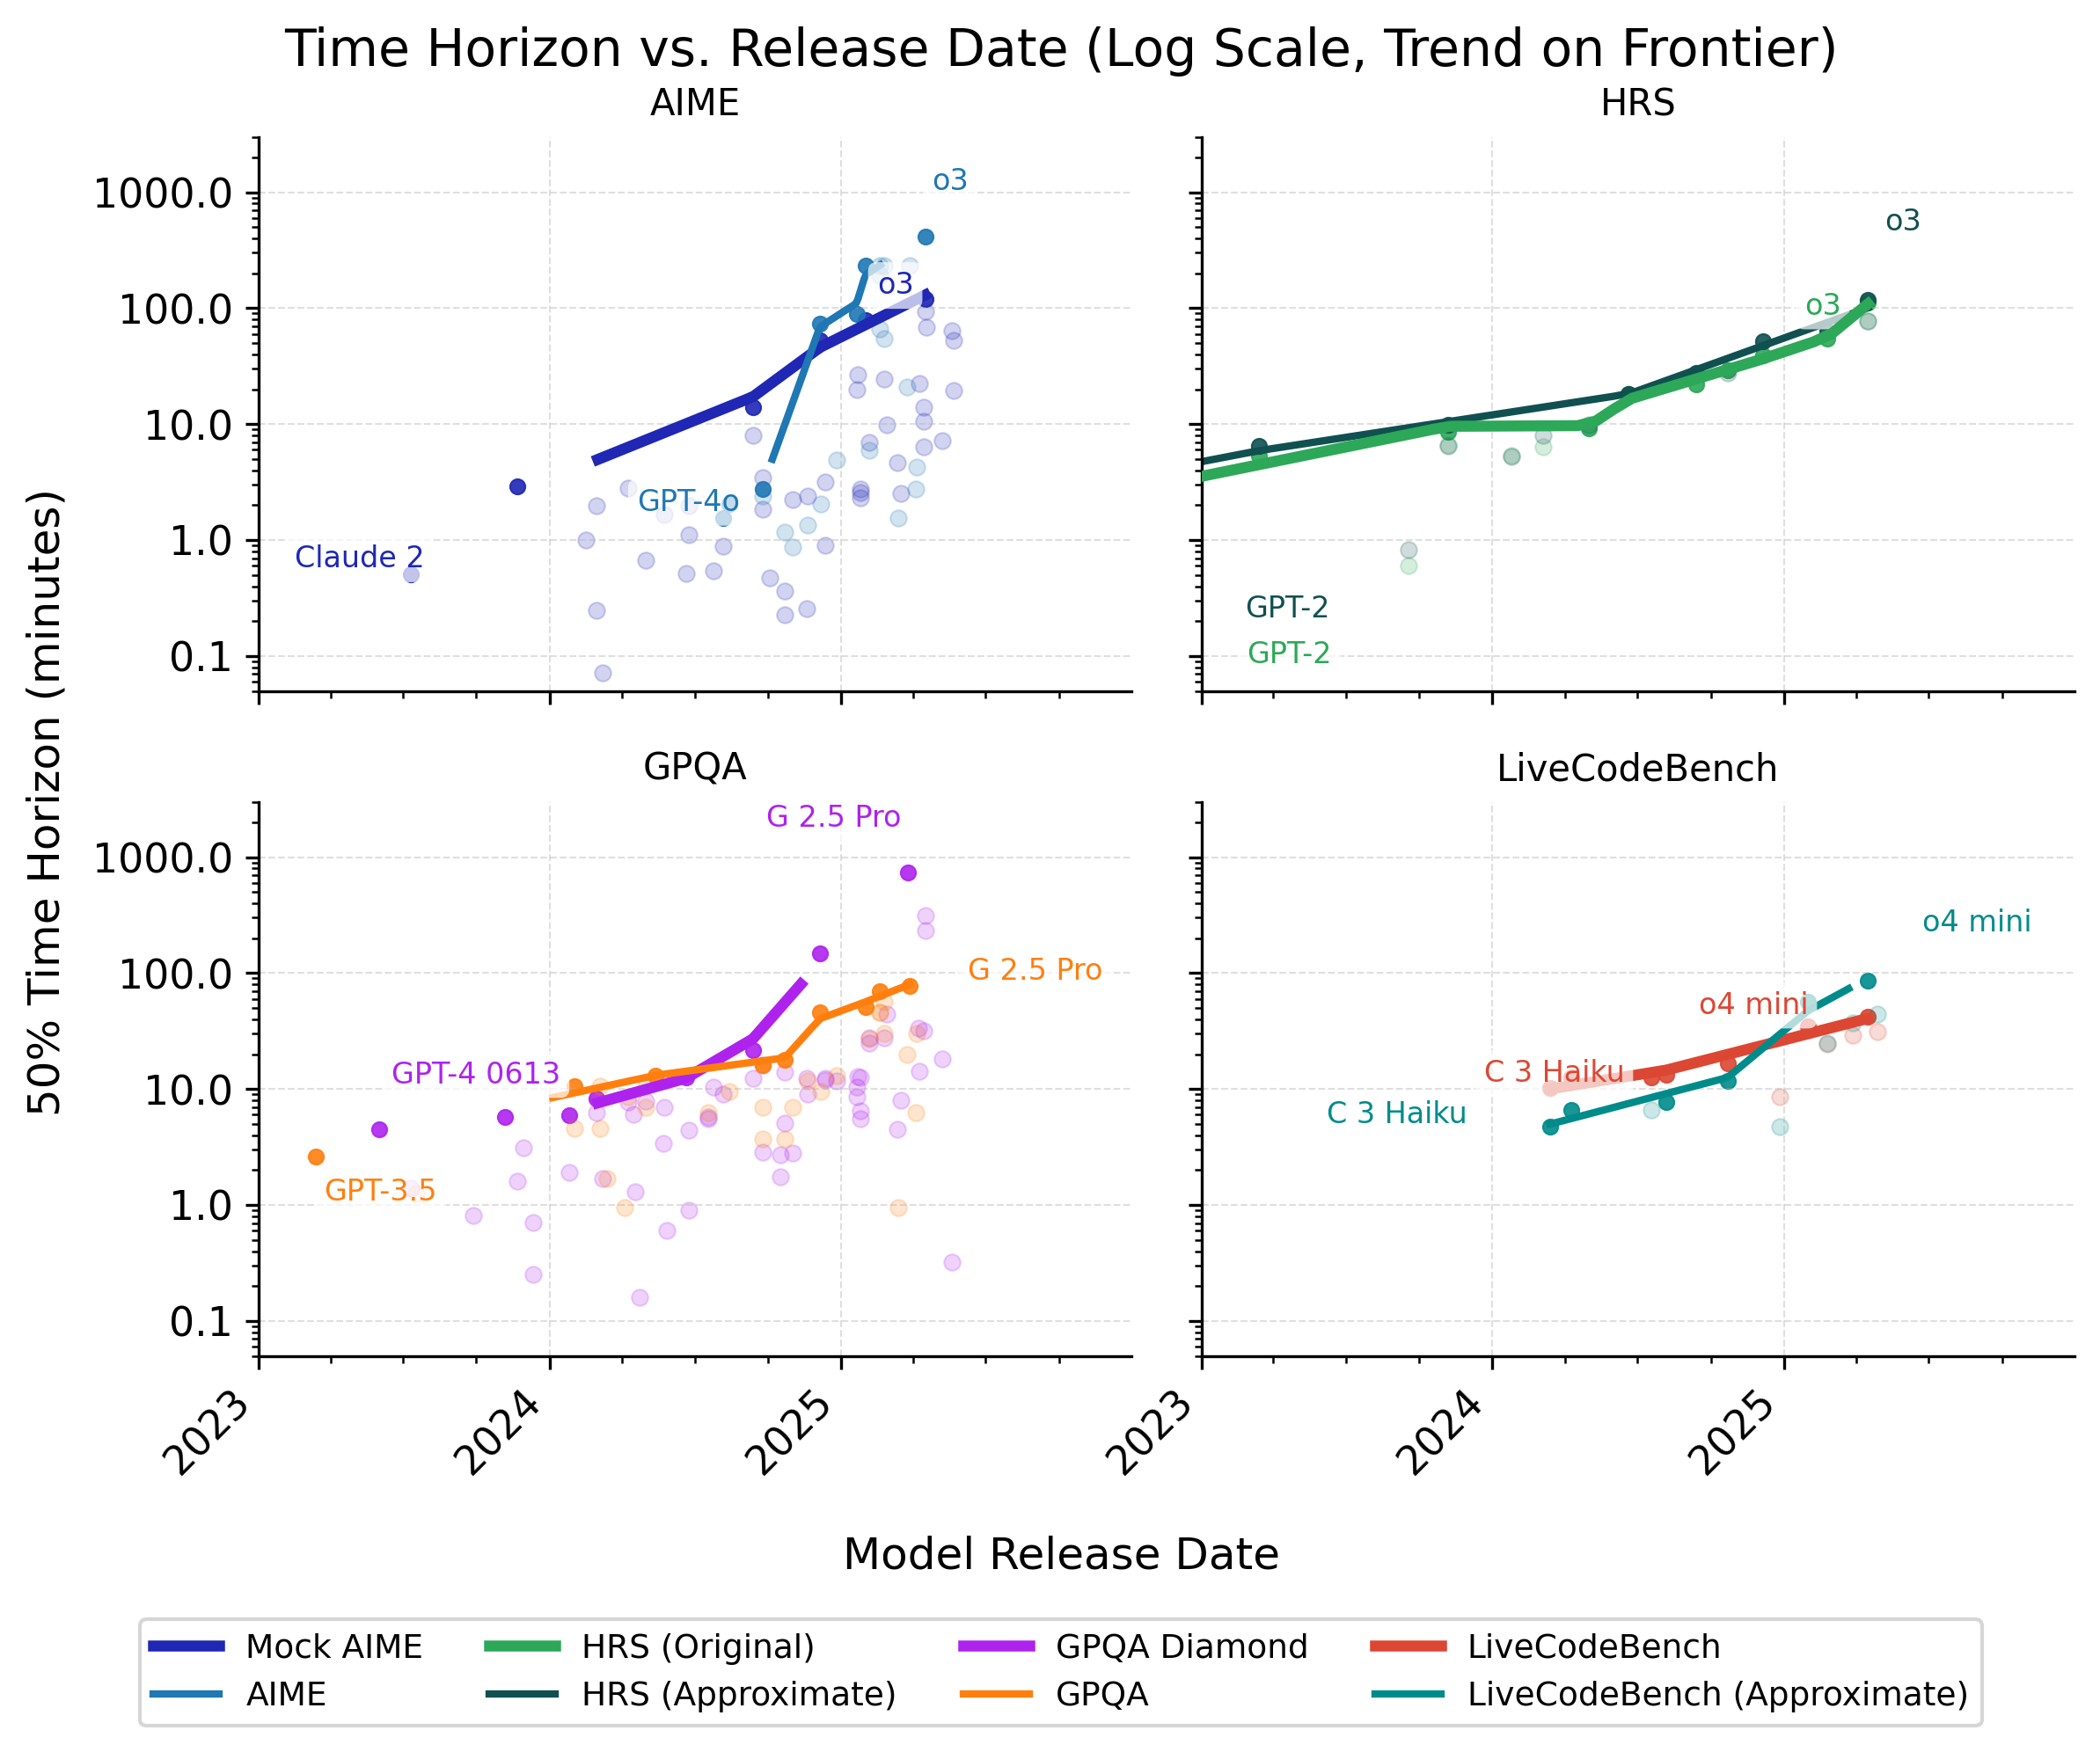 Time Horizon vs. Release Date (Log Scale, Trend on Frontier)
AIME
HRS
1000.0
100.0
10.0
1.0
0.1
o3
o3
GPT-4o
Claude 2
o3
o3
GPT-2
GPT-2
50% Time Horizon (minutes)
GPQA
LiveCodeBench
1000.0
100.0
10.0
1.0
0.1
G 2.5 Pro
G 2.5 Pro
GPT-4 0613
GPT-3.5
o4 mini
o4 mini
C 3 Haiku
C 3 Haiku
2023
2024
2025
2023
2024
2025
Model Release Date
Mock AIME
AIME
HRS (Original)
HRS (Approximate)
GPQA Diamond
GPQA
LiveCodeBench
LiveCodeBench (Approximate)